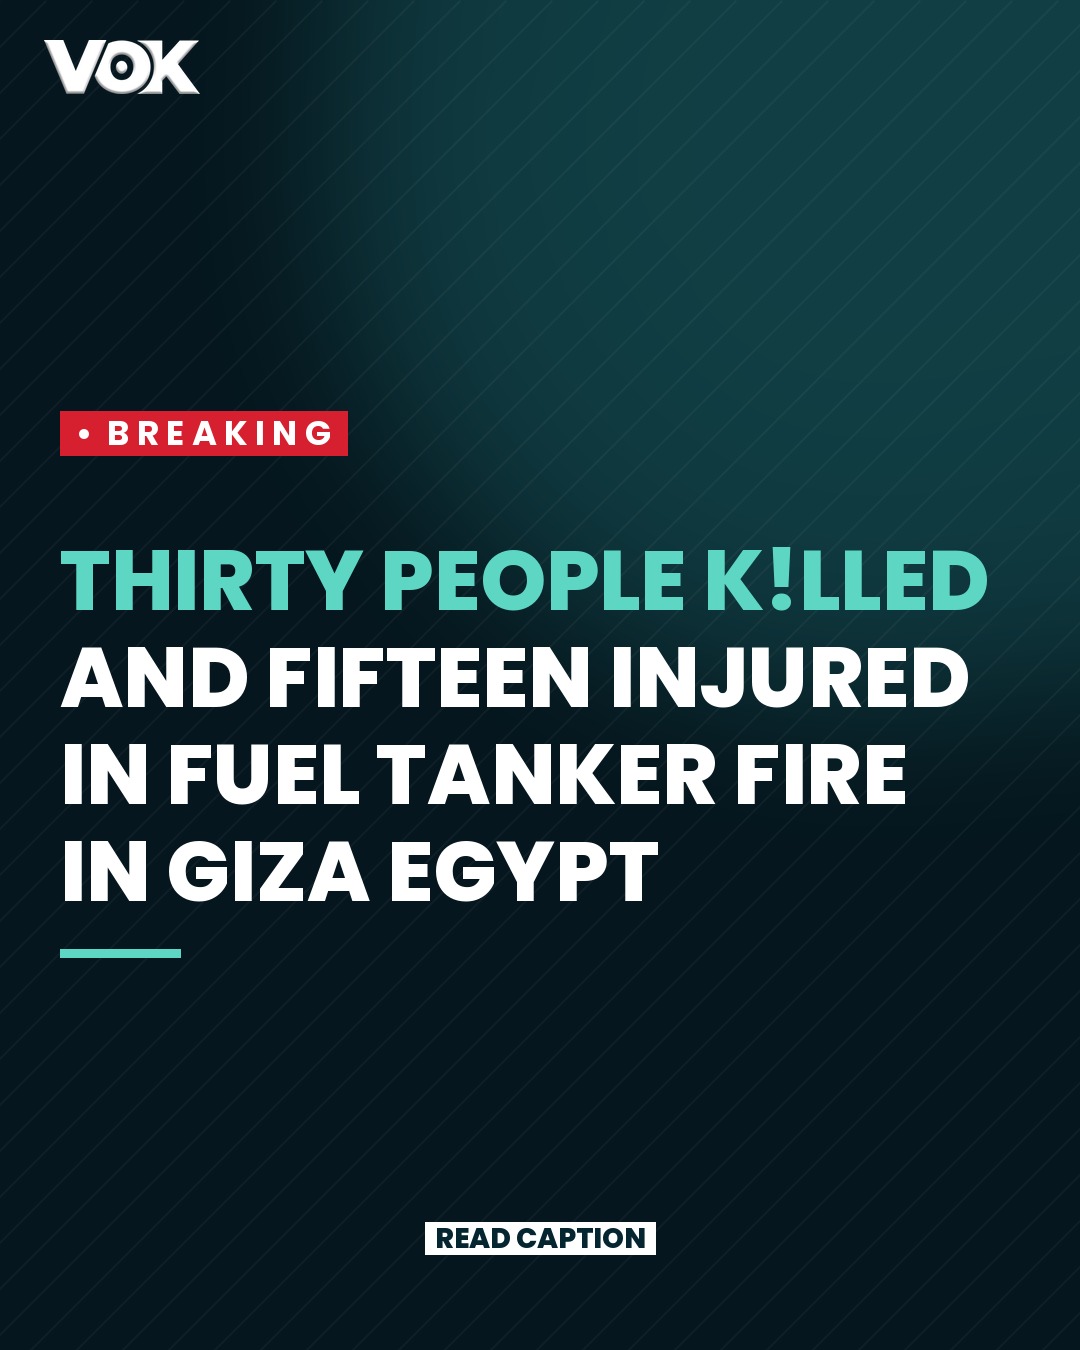 VOK
• BREAKING
THIRTY PEOPLE K!LLED
AND FIFTEEN INJURED
IN FUEL TANKER FIRE
IN GIZA EGYPT
READ CAPTION